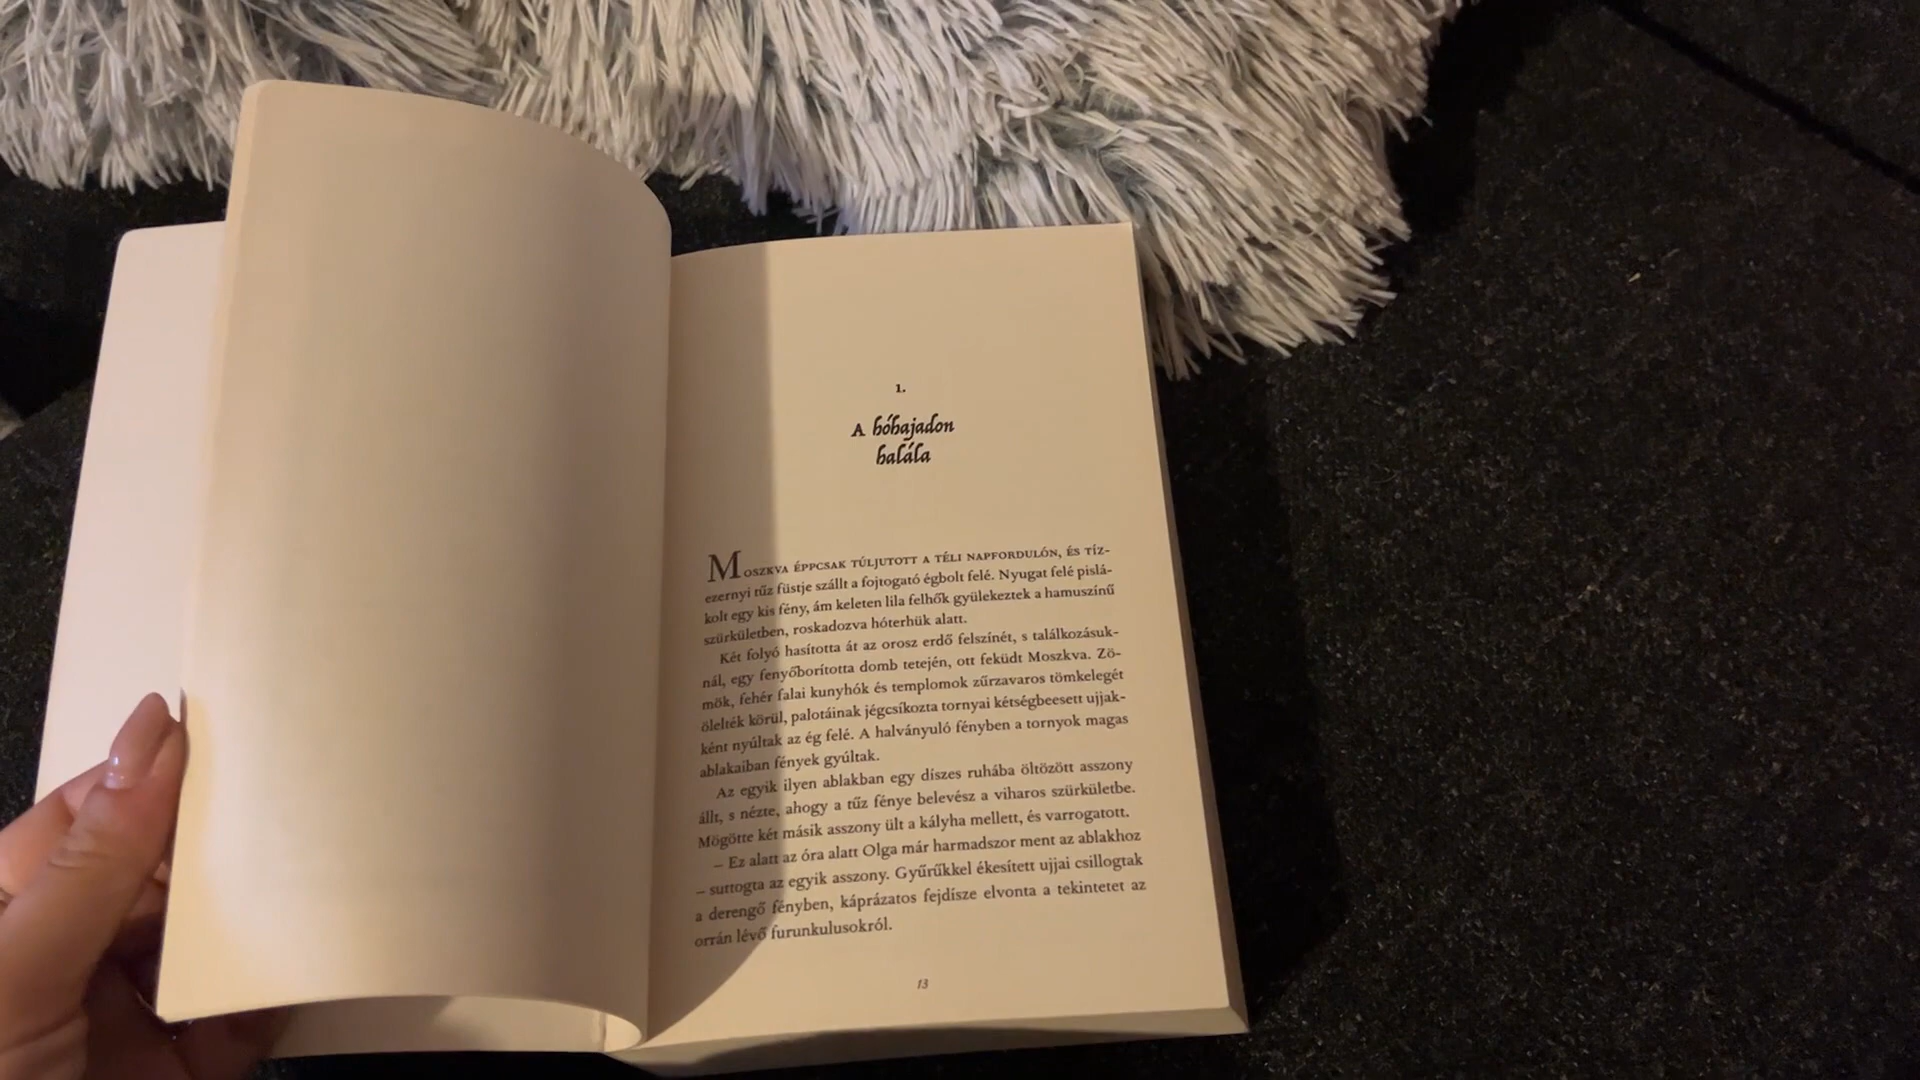 1.
A hóhajadon
halála
Moszkva éppcsak túljutott a téli napfordulón, és tíz-
ezernyi tűz füstje szállt a fojtogató égbolt felé. Nyugat felé pislá-
kolt egy kis fény, ám keleten lila felhők gyülekeztek a hamuszínű
szürkületben, roskadozva hóterhük alatt.
Két folyó hasította át az orosz erdő felszínét, s találkozásuk-
nál, egy fenyőborította domb tetején, ott feküdt Moszkva. Zö-
mök, fehér falai kunyhók és templomok zűrzavaros tömkelegét
ölelték körül, palotáinak jégcsíkozta tornyai kétségbeesett ujjak-
ként nyúltak az ég felé. A halványuló fényben a tornyok magas
ablakaiban fények gyúltak.
Az egyik ilyen ablakban egy díszes ruhába öltözött asszony
állt, s nézte, ahogy a tűz fénye belevész a viharos szürkületbe.
Mögötte két másik asszony ült a kályha mellett, és varrogatott.
– Ez alatt az óra alatt Olga már harmadszor ment az ablakhoz
– suttogta az egyik asszony. Gyűrűkkel ékesített ujjai csillogtak
a derengő fényben, káprázatos fejdísze elvonta a tekintetet az
orrán lévő furunkulusokról.
13